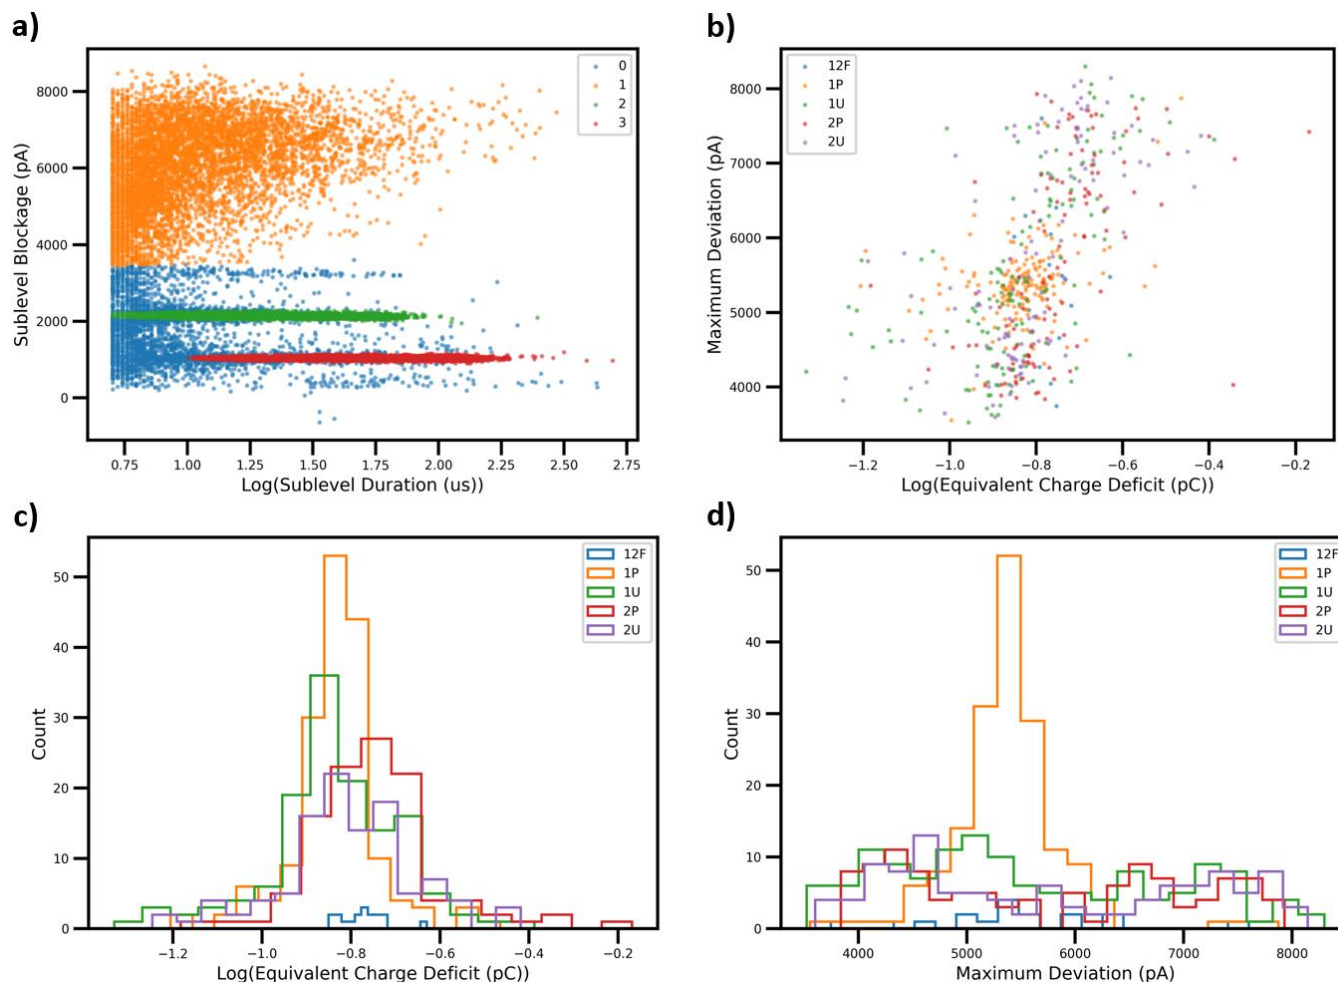 a)
8000
6000
4000
2000
0
Sublevel Blockage (pA)
0
1
2
3
0.75 1.00 1.25 1.50 1.75 2.00 2.25 2.50 2.75
Log(Sublevel Duration (us))
b)
8000
7000
6000
5000
4000
Maximum Deviation (pA)
12F
1P
1U
2P
2U
−1.2 −1.0 −0.8 −0.6 −0.4 −0.2
Log(Equivalent Charge Deficit (pC))
c)
50
40
30
20
10
0
Count
12F
1P
1U
2P
2U
−1.2 −1.0 −0.8 −0.6 −0.4 −0.2
Log(Equivalent Charge Deficit (pC))
d)
50
40
30
20
10
0
Count
12F
1P
1U
2P
2U
4000 5000 6000 7000 8000
Maximum Deviation (pA)